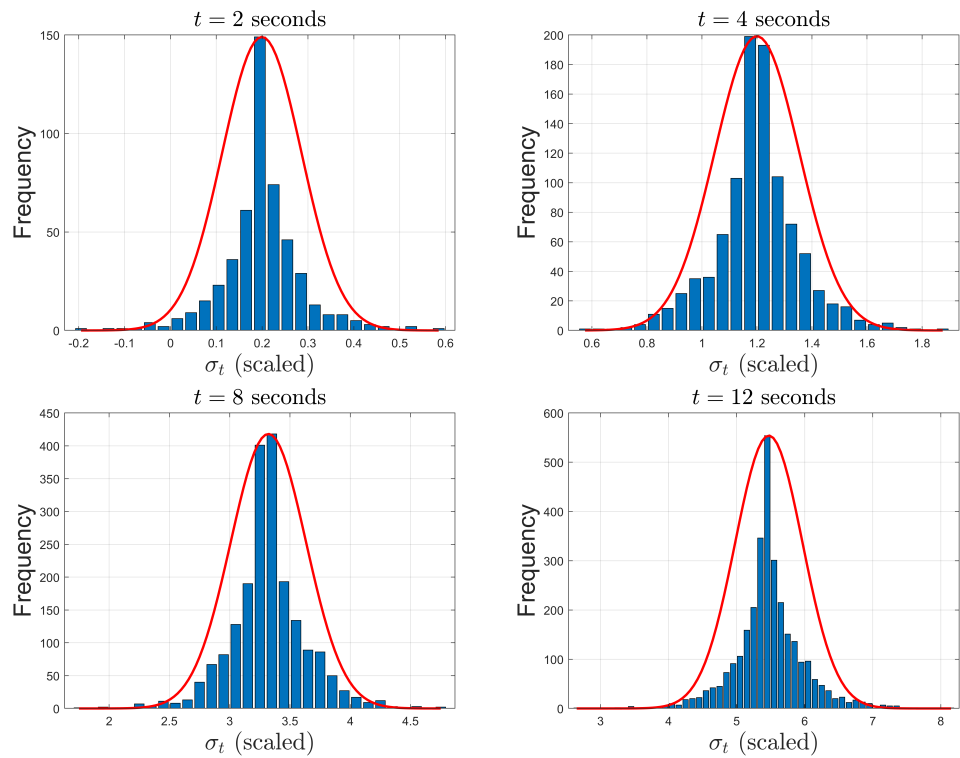 t = 2 seconds
150
100
50
0
-0.2 -0.1 0 0.1 0.2 0.3 0.4 0.5 0.6
Frequency
σt (scaled)
t = 4 seconds
200
180
160
140
120
100
80
60
40
20
0
0.6 0.8 1 1.2 1.4 1.6 1.8
Frequency
σt (scaled)
t = 8 seconds
450
400
350
300
250
200
150
100
50
0
2 2.5 3 3.5 4 4.5
Frequency
σt (scaled)
t = 12 seconds
600
500
400
300
200
100
0
3 4 5 6 7 8
Frequency
σt (scaled)